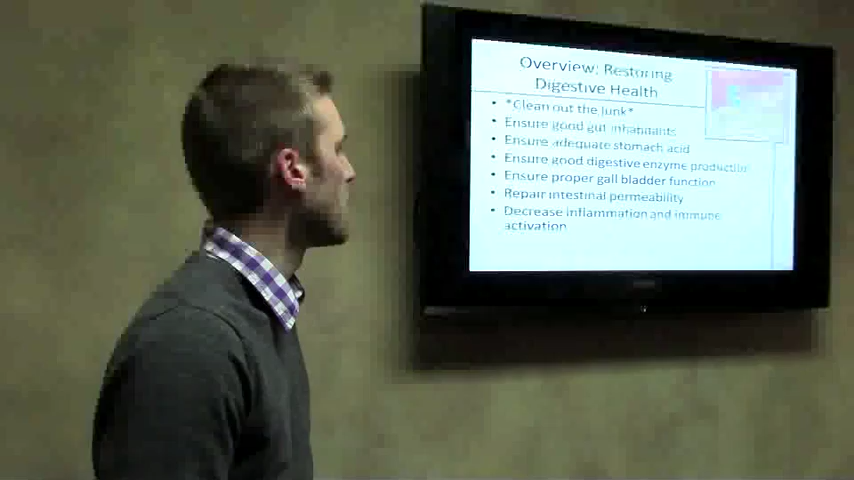 Overview: Restoring
Digestive Health
• *Clean out the Junk*
• Ensure good gut inhabitants
• Ensure adequate stomach acid
• Ensure good digestive enzyme production
• Ensure proper gall bladder function
• Repair intestinal permeability
• Decrease inflammation and immune
activation